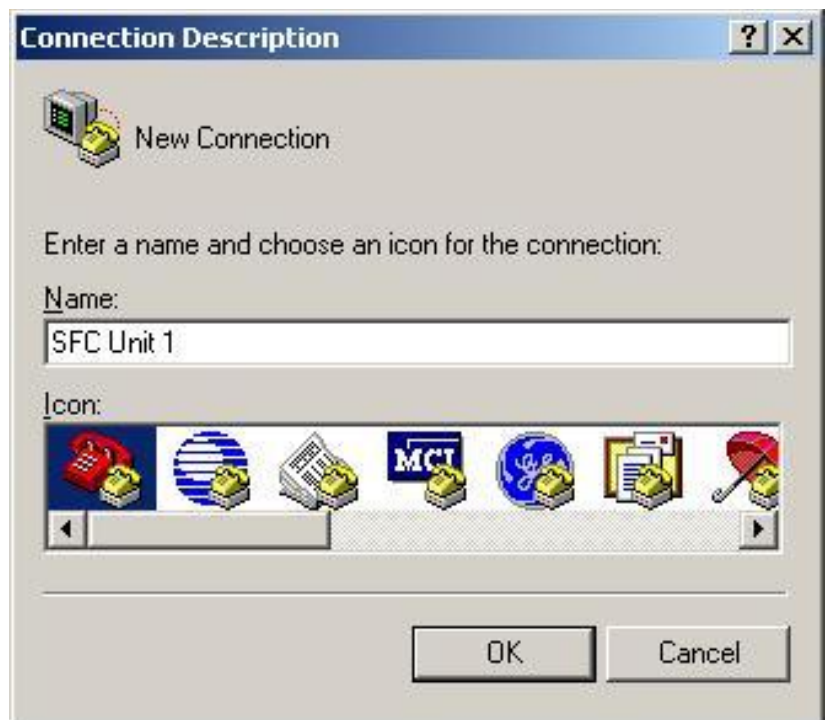 Connection Description
New Connection
Enter a name and choose an icon for the connection:
Name:
SFC Unit 1
Icon:
MCI
OK Cancel